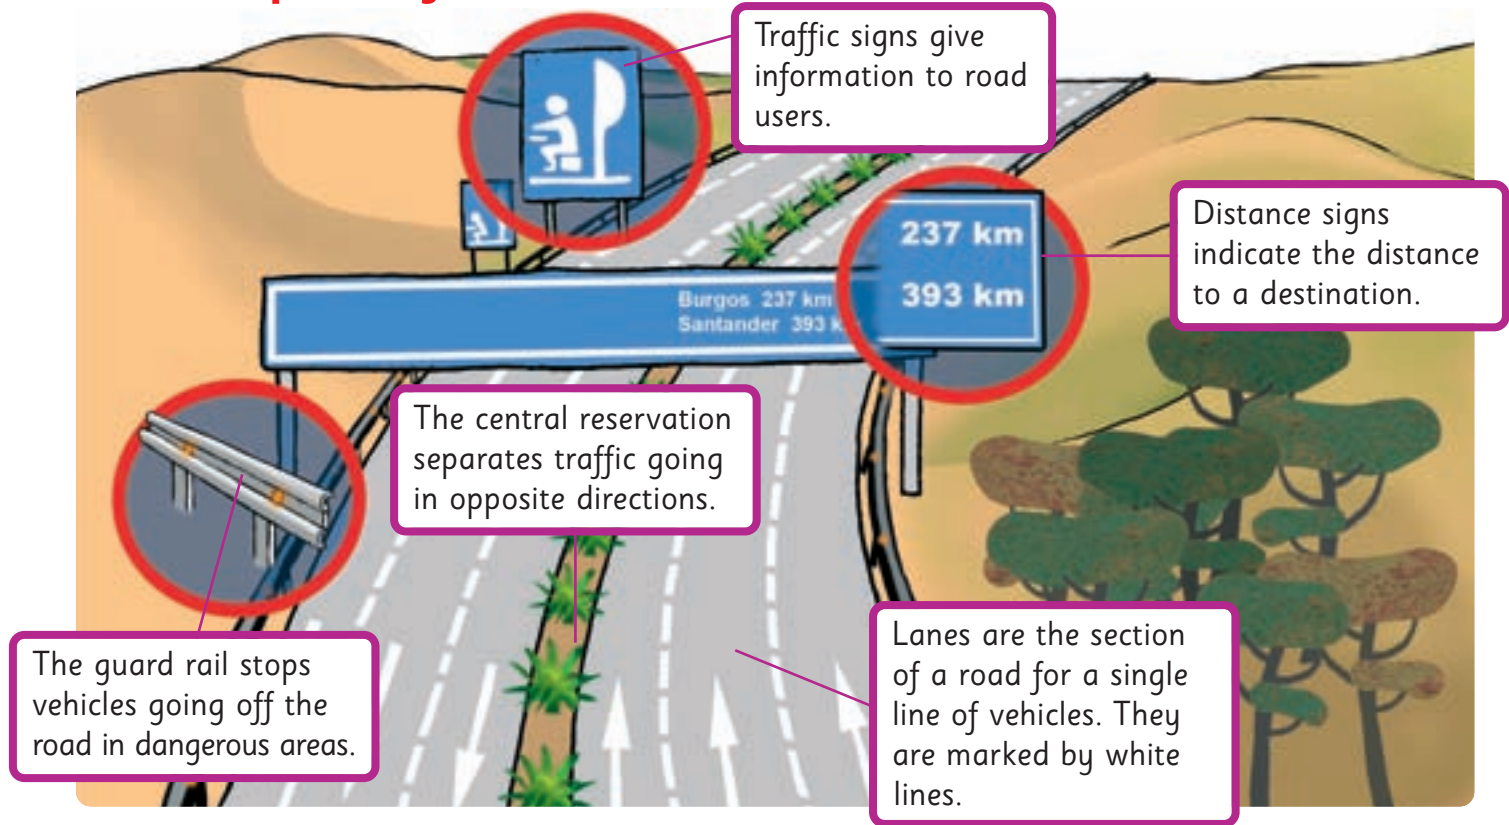 Traffic signs give
information to road
users.
237 km
393 km
Distance signs
indicate the distance
to a destination.
Burgos 237 km
Santander 393
The central reservation
separates traffic going
in opposite directions.
The guard rail stops
vehicles going off the
road in dangerous areas.
Lanes are the section
of a road for a single
line of vehicles. They
are marked by white
lines.